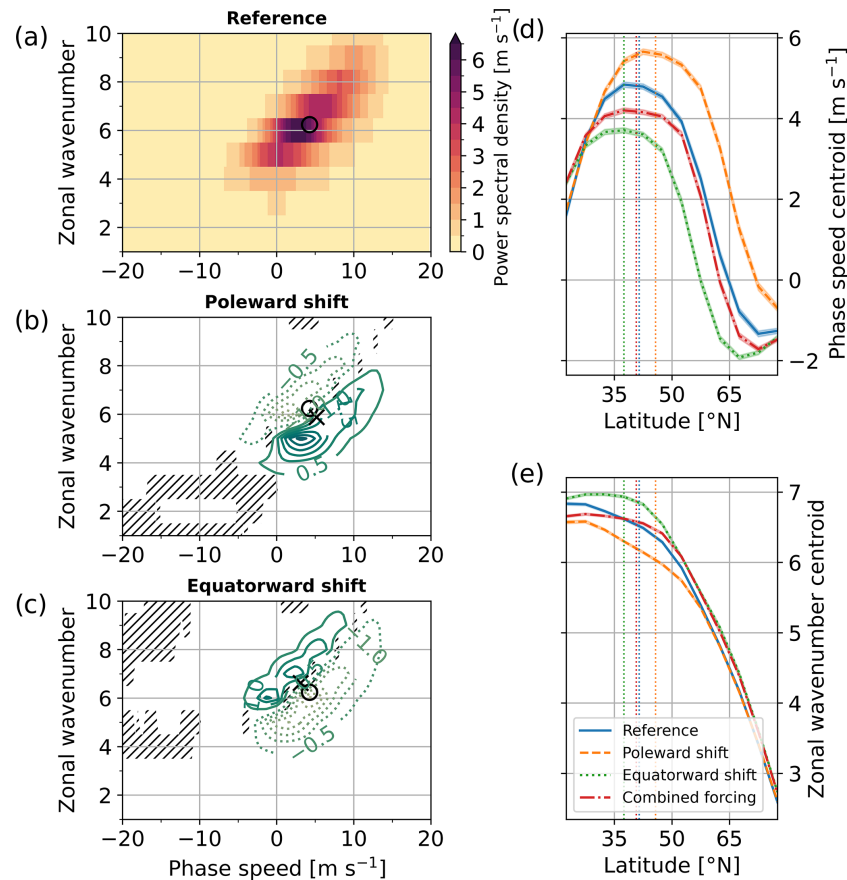 (a)
Reference
Zonal wavenumber
10
8
6
4
2
−20
−10
0
10
20
6
5
4
3
2
1
0
Power spectral density [m s⁻¹]
(b)
Poleward shift
Zonal wavenumber
10
8
6
4
2
−0.5
0.5
−20
−10
0
10
20
(c)
Equatorward shift
Zonal wavenumber
10
8
6
4
2
−1.0
−0.5
−20
−10
0
10
20
Phase speed [m s⁻¹]
(d)
6
4
2
0
−2
Phase speed centroid [m s⁻¹]
35
50
65
Latitude [°N]
(e)
7
6
5
4
3
Zonal wavenumber centroid
Reference
Poleward shift
Equatorward shift
Combined forcing
35
50
65
Latitude [°N]